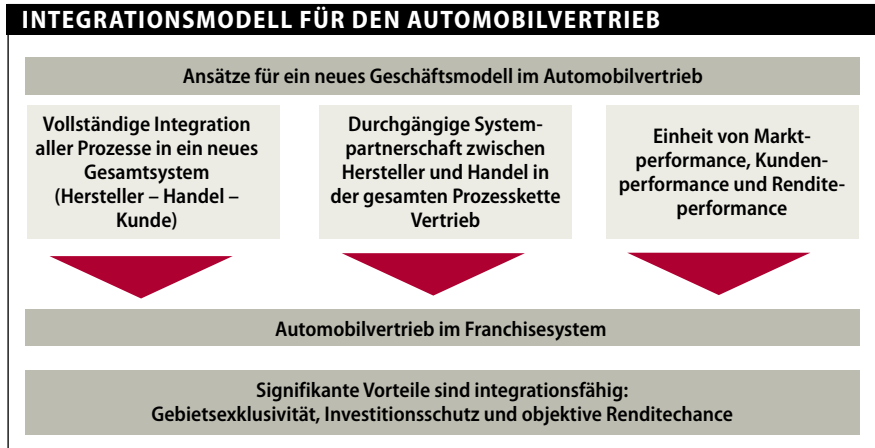 INTEGRATIONSMODELL FÜR DEN AUTOMOBILVERTRIEB
Ansätze für ein neues Geschäftsmodell im Automobilvertrieb
Vollständige Integration
aller Prozesse in ein neues
Gesamtsystem
(Hersteller – Handel –
Kunde)
Durchgängige System-
partnerschaft zwischen
Hersteller und Handel in
der gesamten Prozesskette
Vertrieb
Einheit von Markt-
performance, Kunden-
performance und Rendite-
performance
Automobilvertrieb im Franchisesystem
Signifikante Vorteile sind integrationsfähig:
Gebietsexklusivität, Investitionsschutz und objektive Renditechance